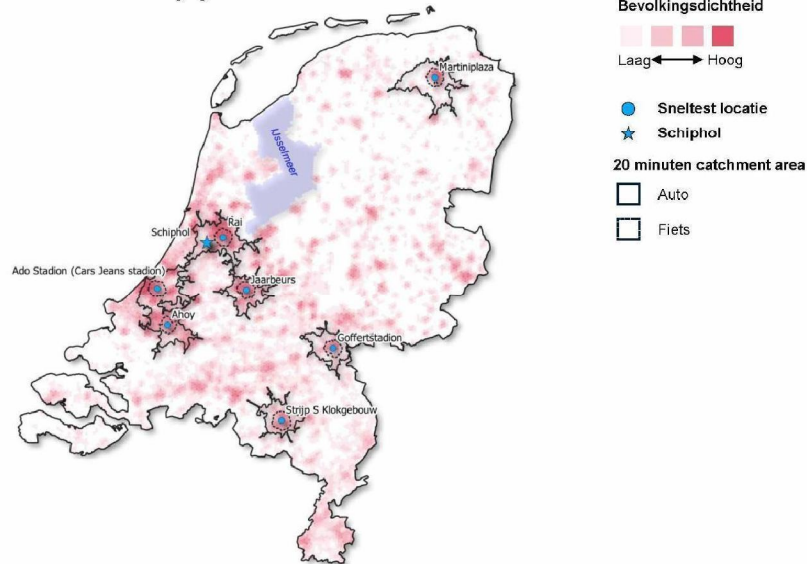 Bevolkingsdichtheid
Laag Hoog
Sneltest locatie
Schiphol
20 minuten catchment area
Auto
Fiets
Martiniplaza
IJsselmeer
Rai
Schiphol
Ado Stadion (Cars Jeans stadion)
Jaarbeurs
Ahoy
Goffertstadion
Strijp S Klokgebouw